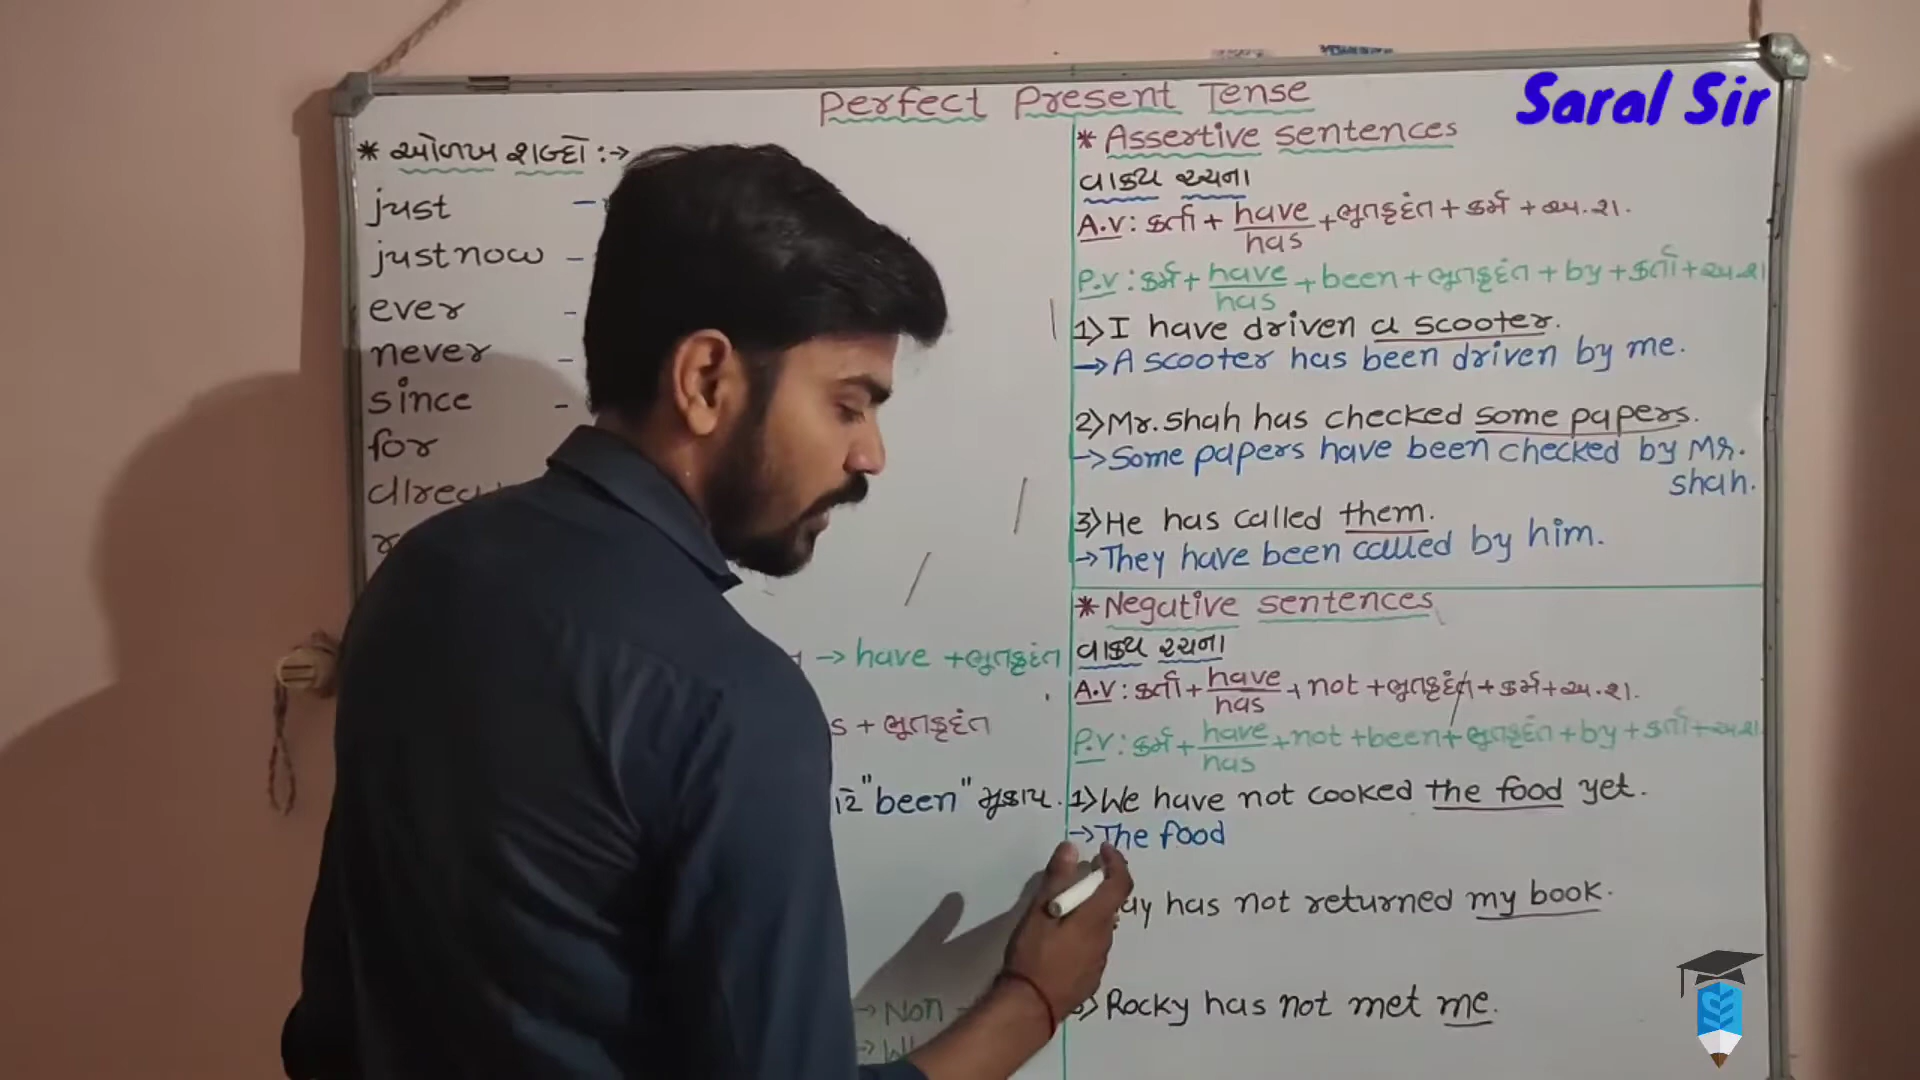 Perfect Present Tense
Saral Sir
* ઓળખ શબ્દો :→
just –
just now –
ever –
never –
since –
for
→ have + ભૂતકૃદંત
s + ભૂતકૃદંત
"been" મુકાય.
→ Non
* Assertive sentences
વાક્ય રચના
A.V : કર્તા + have/has + ભૂતકૃદંત + કર્મ + અ.શ.
P.V : કર્મ + have/has + been + ભૂતકૃદંત + by + કર્તા + અ.શ
1) I have driven a scooter.
→ A scooter has been driven by me.
2) Mr. Shah has checked some papers.
→ Some papers have been checked by Mr.
shah.
3) He has called them.
→ They have been called by him.
* Negative sentences
વાક્ય રચના
A.V : કર્તા + have/has + not + ભૂતકૃદંત + કર્મ + અ.શ.
P.V : કર્મ + have/has + not + been + ભૂતકૃદંત + by + કર્તા + અ.શ.
1) We have not cooked the food yet.
→ The food
has not returned my book.
Rocky has not met me.